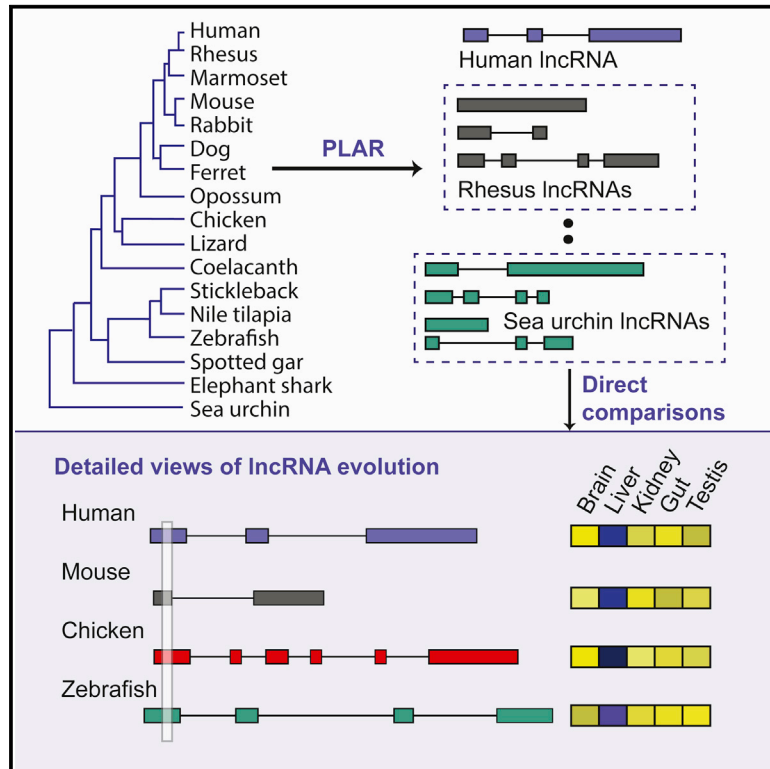 Human
Rhesus
Marmoset
Mouse
Rabbit
Dog
Ferret
Opossum
Chicken
Lizard
Coelacanth
Stickleback
Nile tilapia
Zebrafish
Spotted gar
Elephant shark
Sea urchin
PLAR
Human lncRNA
Rhesus lncRNAs
Sea urchin lncRNAs
Direct
comparisons
Detailed views of lncRNA evolution
Brain
Liver
Kidney
Gut
Testis
Human
Mouse
Chicken
Zebrafish